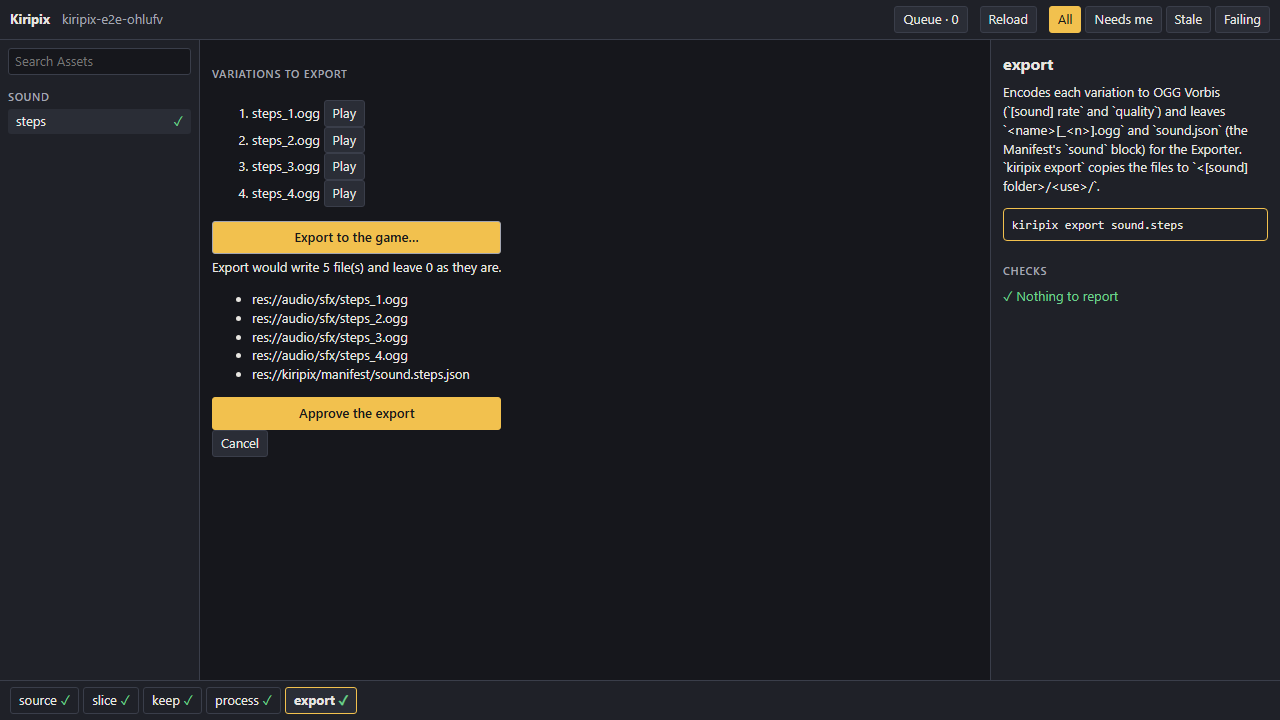 Kiripix kiripix-e2e-ohlufv Queue · 0 Reload All Needs me Stale Failing
Search Assets
SOUND
steps ✓
VARIATIONS TO EXPORT
1. steps_1.ogg Play
2. steps_2.ogg Play
3. steps_3.ogg Play
4. steps_4.ogg Play
Export to the game...
Export would write 5 file(s) and leave 0 as they are.
• res://audio/sfx/steps_1.ogg
• res://audio/sfx/steps_2.ogg
• res://audio/sfx/steps_3.ogg
• res://audio/sfx/steps_4.ogg
• res://kiripix/manifest/sound.steps.json
Approve the export
Cancel
export
Encodes each variation to OGG Vorbis
(`[sound] rate` and `quality`) and leaves
`<name>[_<n>].ogg` and `sound.json` (the
Manifest's `sound` block) for the Exporter.
`kiripix export` copies the files to `<[sound]
folder>/<use>/`.
kiripix export sound.steps
CHECKS
✓ Nothing to report
source ✓ slice ✓ keep ✓ process ✓ export ✓